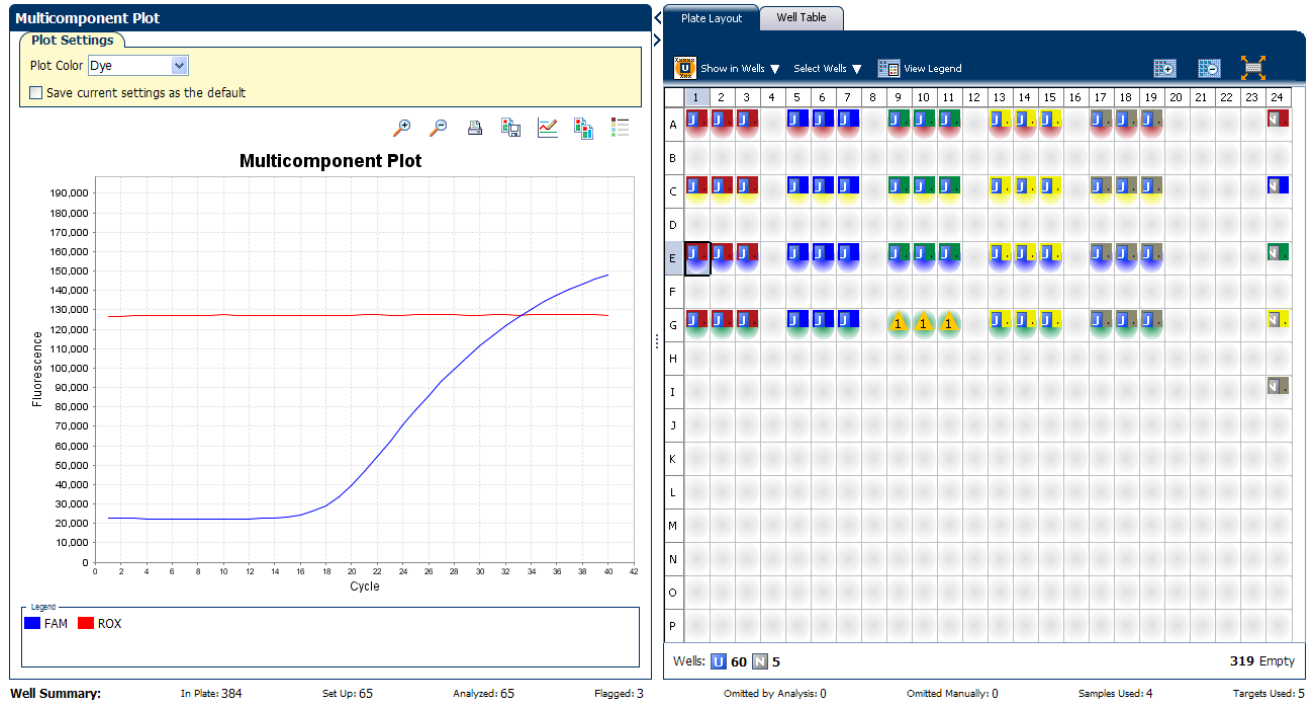 Multicomponent Plot
Plot Settings
Plot Color Dye
Save current settings as the default
Multicomponent Plot
190,000
180,000
170,000
160,000
150,000
140,000
130,000
120,000
110,000
100,000
90,000
80,000
70,000
60,000
50,000
40,000
30,000
20,000
10,000
0
Fluorescence
0 2 4 6 8 10 12 14 16 18 20 22 24 26 28 30 32 34 36 38 40 42
Cycle
Legend
FAM ROX
Plate Layout Well Table
U Show in Wells Select Wells View Legend
1 2 3 4 5 6 7 8 9 10 11 12 13 14 15 16 17 18 19 20 21 22 23 24
A
B
C
D
E
F
G 1 1 1
H
I
J
K
L
M
N
O
P
Wells: U 60 N 5 319 Empty
Well Summary: In Plate: 384 Set Up: 65 Analyzed: 65 Flagged: 3 Omitted by Analysis: 0 Omitted Manually: 0 Samples Used: 4 Targets Used: 5